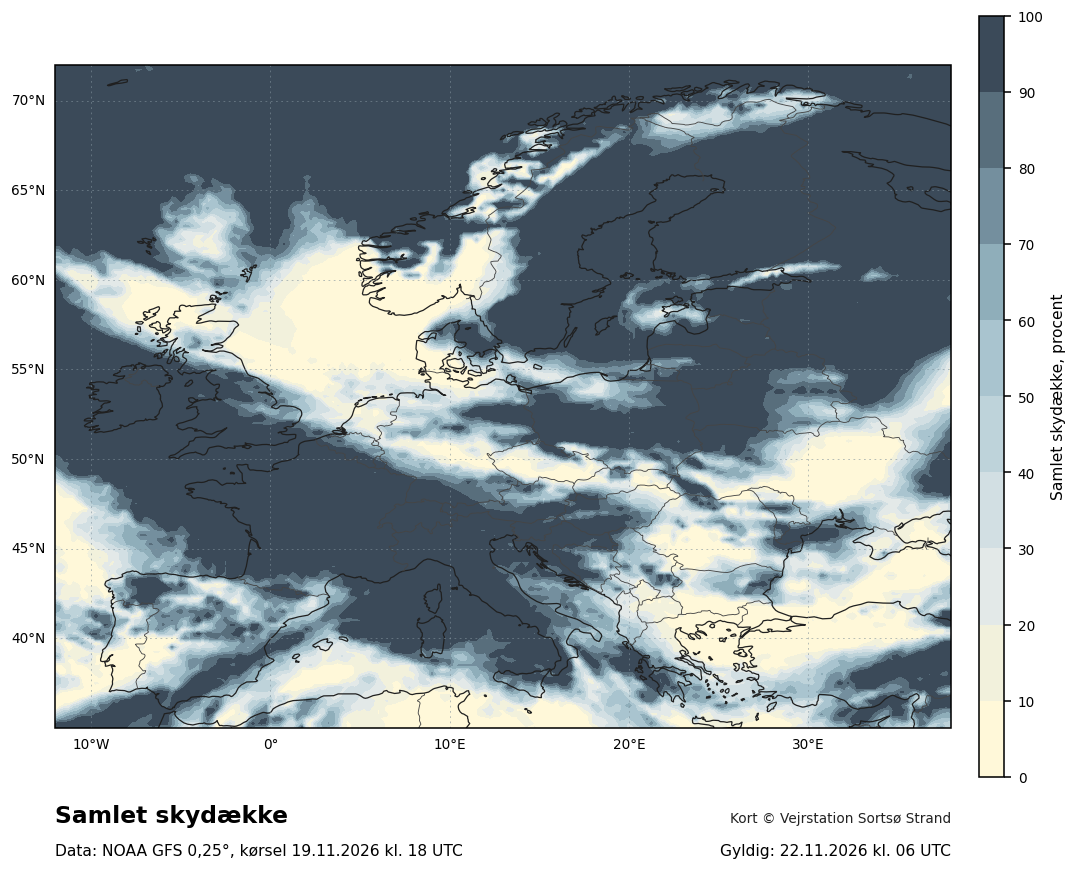 100
90
80
70
60
50
40
30
20
10
0
Samlet skydække, procent
70°N
65°N
60°N
55°N
50°N
45°N
40°N
10°W
0°
10°E
20°E
30°E
Samlet skydække
Kort © Vejrstation Sortsø Strand
Data: NOAA GFS 0,25°, kørsel 19.11.2026 kl. 18 UTC
Gyldig: 22.11.2026 kl. 06 UTC